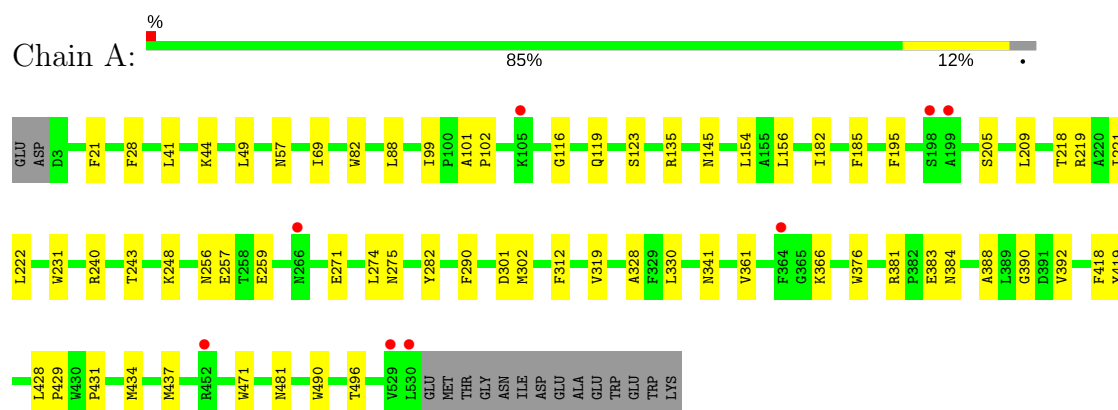 %
Chain A:
85% 12% •
GLU ASP D3 F21 F28 L41 K44 L49 N57 I69 W82 L88 I99 P100 A101 P102 K105 G116 Q119 S123 R135 N145 L154 A155 L156 I182 F185 F195 S198 A199 S205 L209 T218 R219 A220
L222 W231 R240 T243 K248 N256 E257 T258 E259 N266 E271 L274 N275 Y282 F290 D301 M302 F312 V319 A328 F329 L330 N341 V361 F364 G365 K366 W376 R381 P382 E383 N384 A388 L389 G390 D391 V392 F418
L428 P429 W430 P431 M434 M437 R452 W471 N481 W490 T496 V529 L530 GLU MET THR GLY ASN ILE ASP GLU ALA GLU TRP GLU TRP LYS